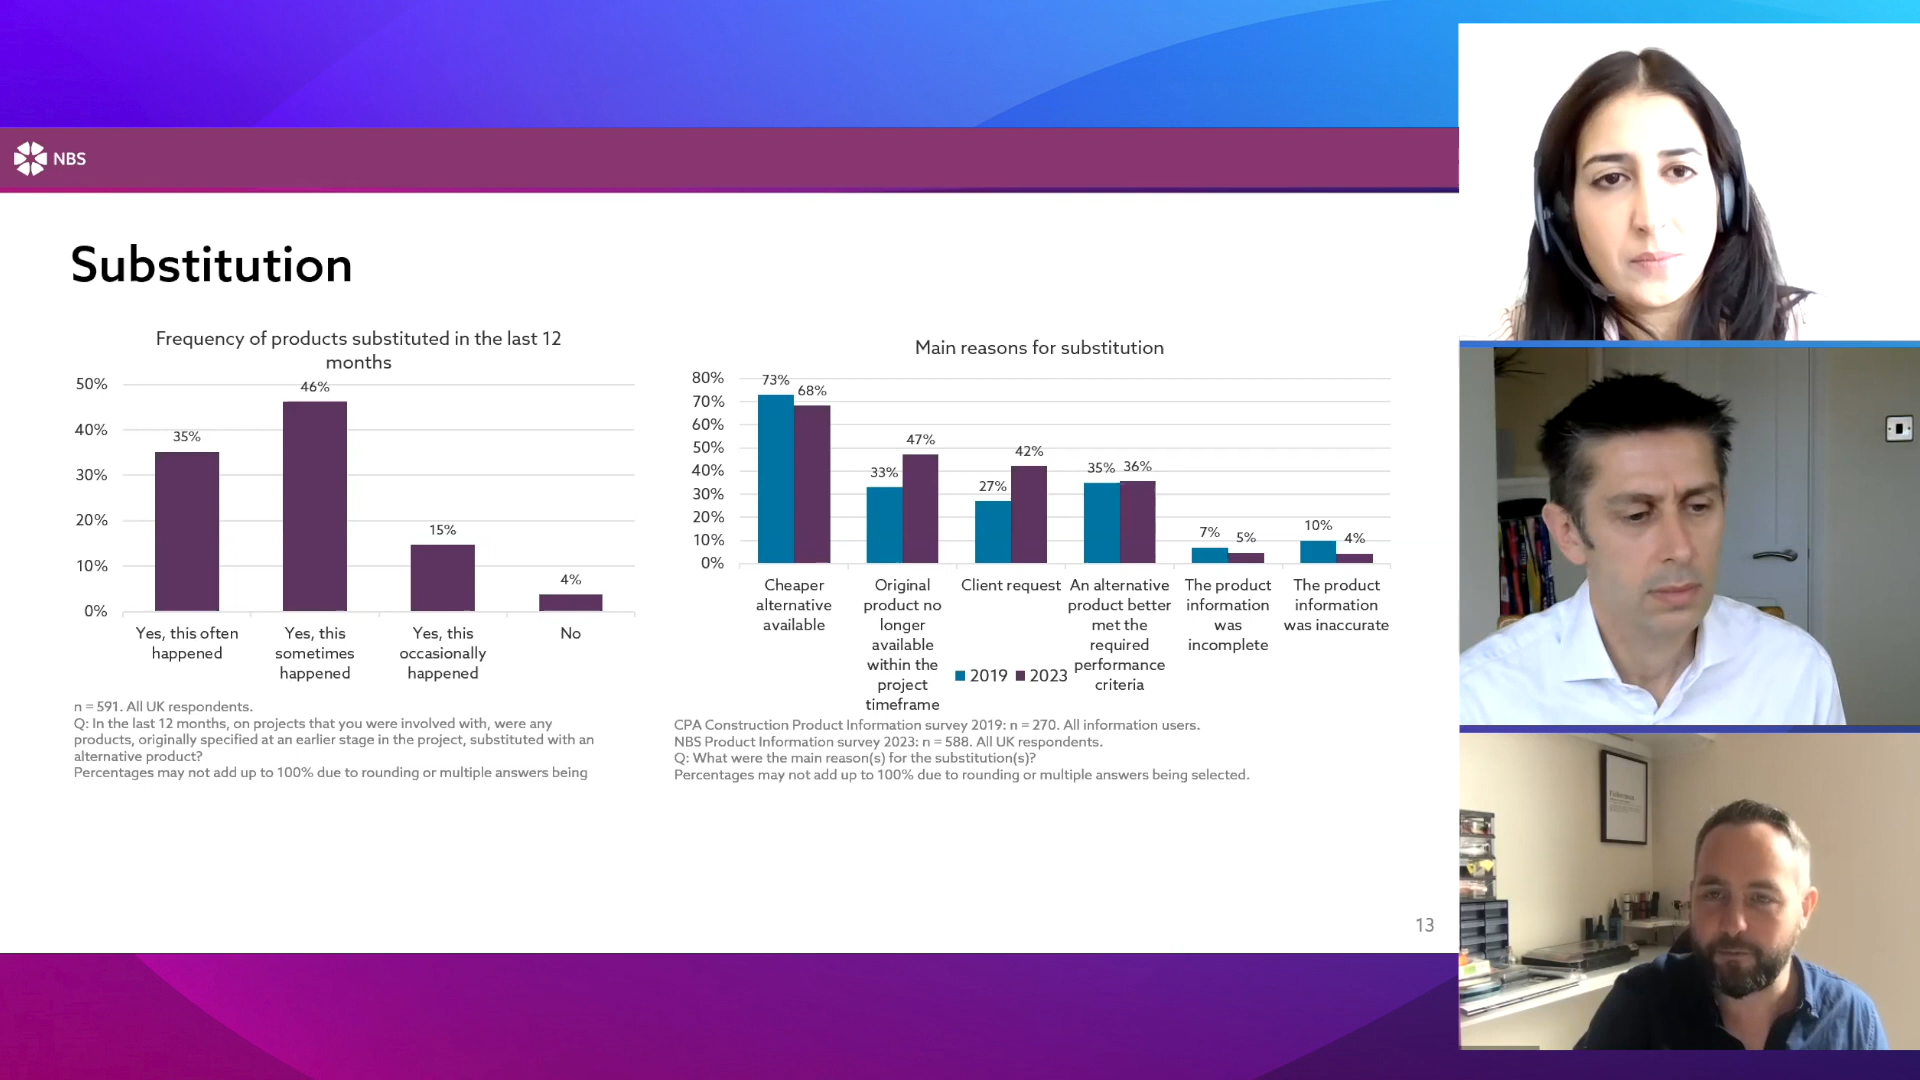 NBS
Substitution
Frequency of products substituted in the last 12
months
50%
40%
30%
20%
10%
0%
35%
46%
15%
4%
Yes, this often
happened
Yes, this
sometimes
happened
Yes, this
occasionally
happened
No
n = 591. All UK respondents.
Q: In the last 12 months, on projects that you were involved with, were any
products, originally specified at an earlier stage in the project, substituted with an
alternative product?
Percentages may not add up to 100% due to rounding or multiple answers being
Main reasons for substitution
80%
70%
60%
50%
40%
30%
20%
10%
0%
73%
68%
33%
47%
27%
42%
35%
36%
7%
5%
10%
4%
Cheaper
alternative
available
Original
product no
longer
available
within the
project
timeframe
Client request
An alternative
product better
met the
required
performance
criteria
The product
information
was
incomplete
The product
information
was inaccurate
2019
2023
CPA Construction Product Information survey 2019: n = 270. All information users.
NBS Product Information survey 2023: n = 588. All UK respondents.
Q: What were the main reason(s) for the substitution(s)?
Percentages may not add up to 100% due to rounding or multiple answers being selected.
13